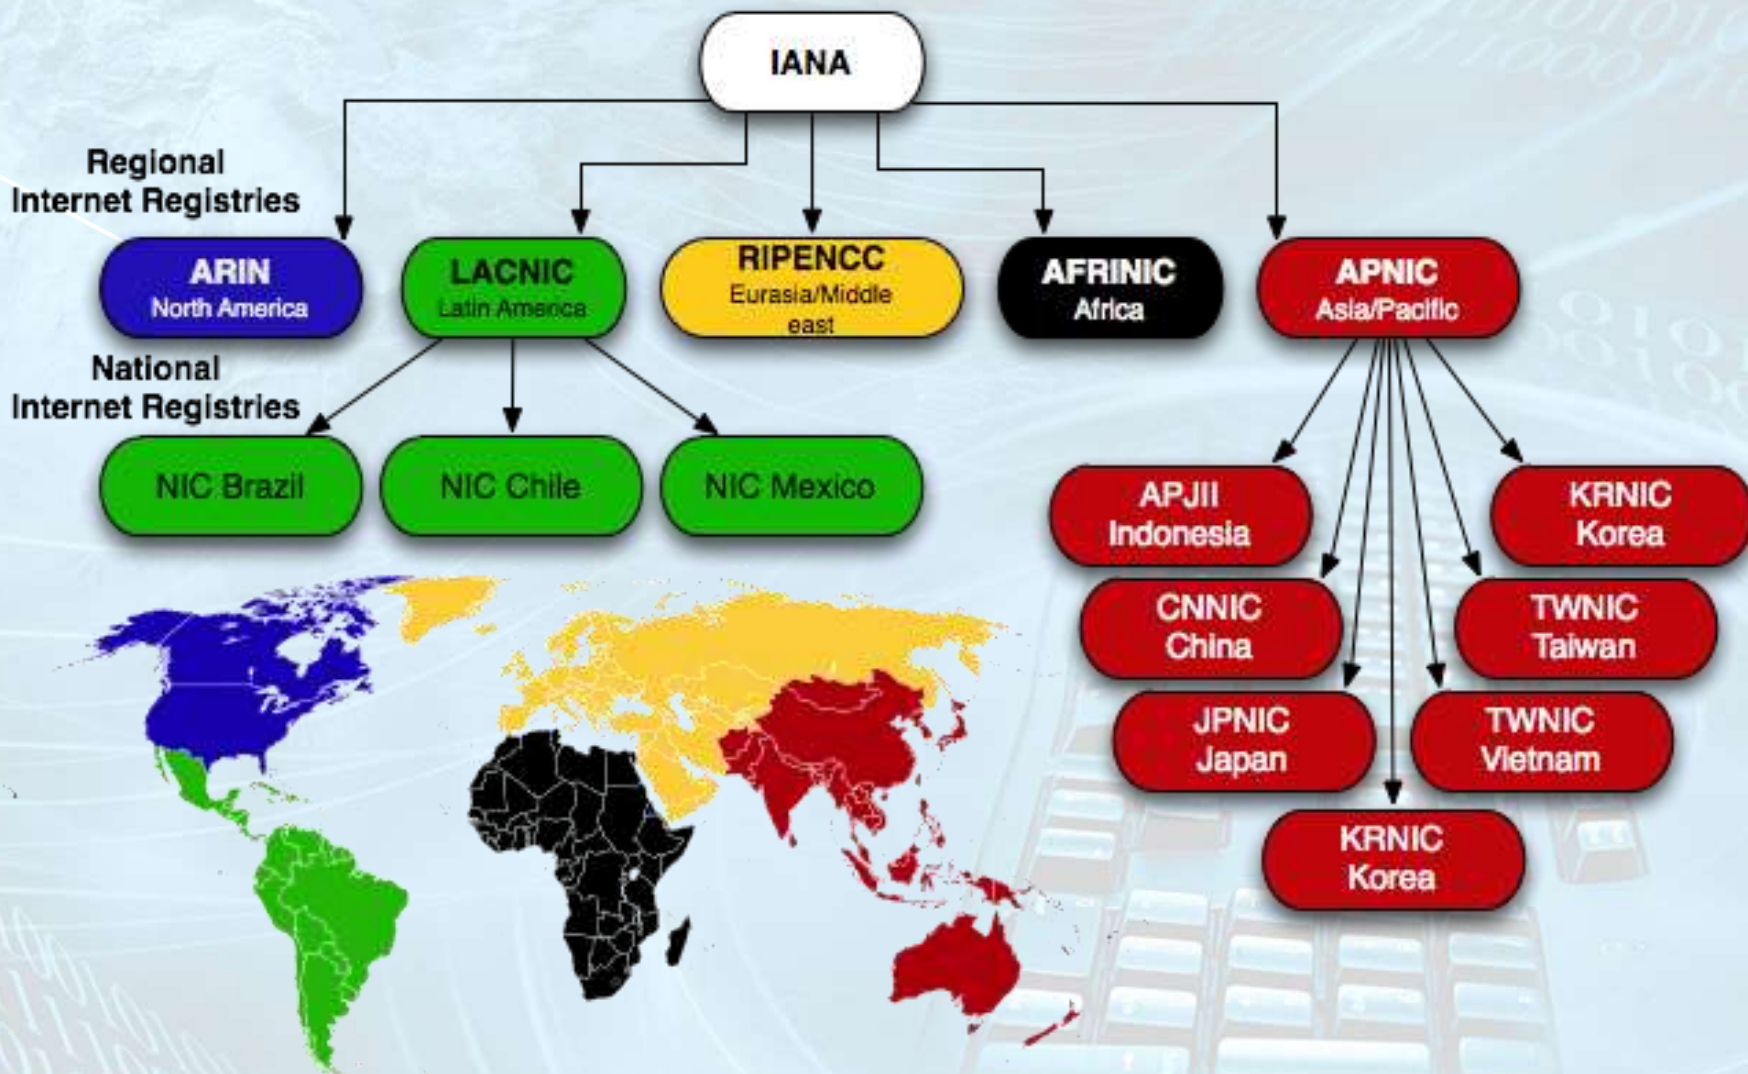 IANA
Regional
Internet Registries
ARIN
North America
LACNIC
Latin America
RIPENCC
Eurasia/Middle
east
AFRINIC
Africa
APNIC
Asia/Pacific
National
Internet Registries
NIC Brazil
NIC Chile
NIC Mexico
APJII
Indonesia
KRNIC
Korea
CNNIC
China
TWNIC
Taiwan
JPNIC
Japan
TWNIC
Vietnam
KRNIC
Korea